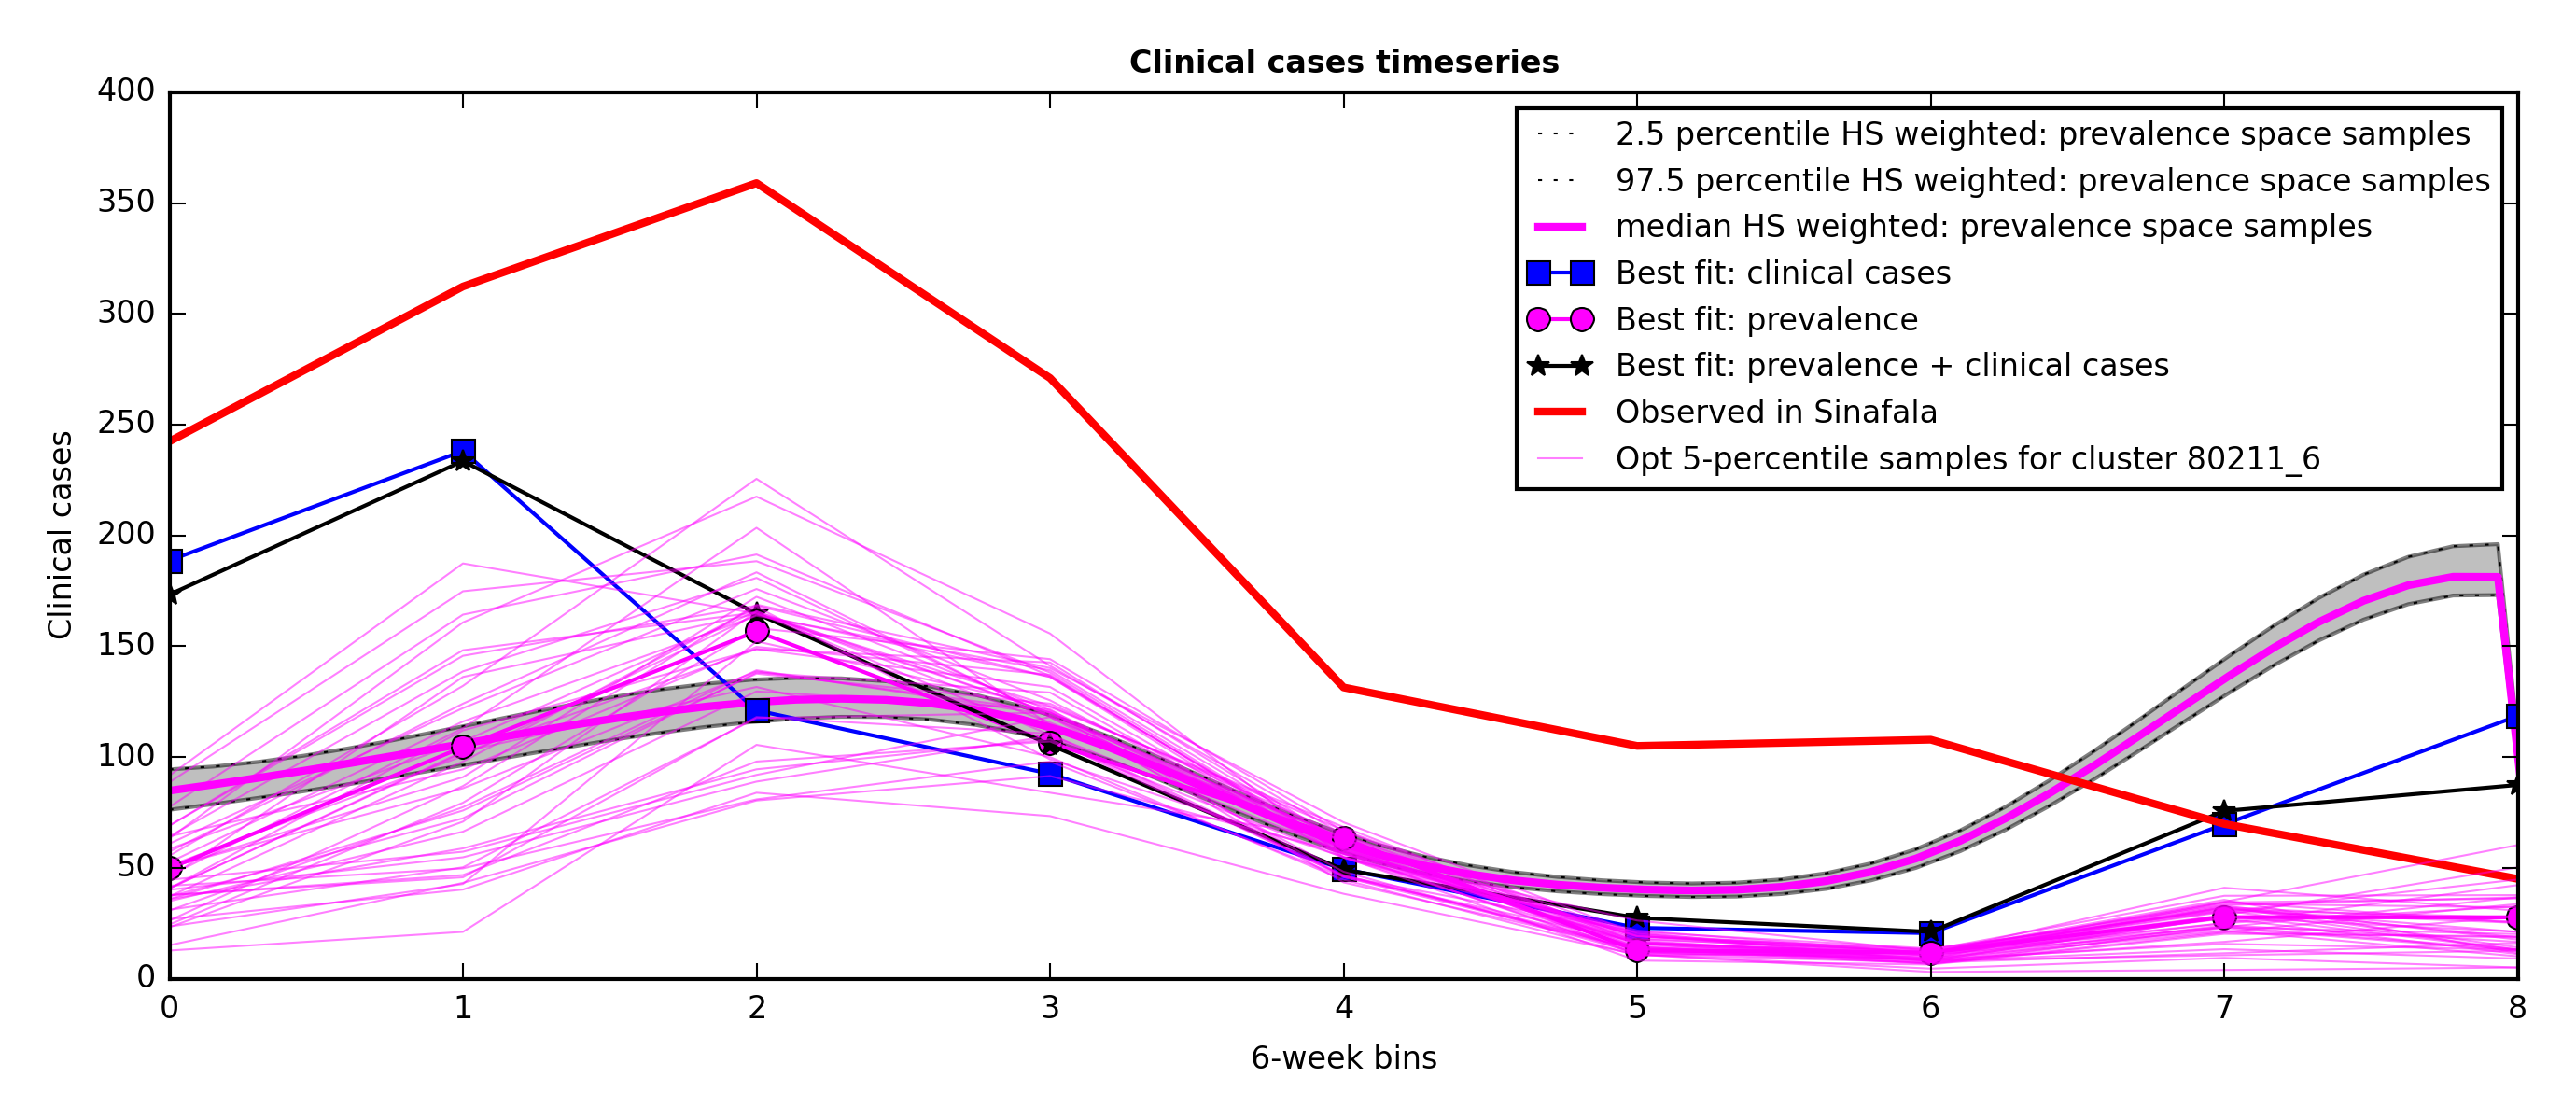 Clinical cases timeseries
400
350
300
250
200
150
100
50
0
Clinical cases
2.5 percentile HS weighted: prevalence space samples
97.5 percentile HS weighted: prevalence space samples
median HS weighted: prevalence space samples
Best fit: clinical cases
Best fit: prevalence
Best fit: prevalence + clinical cases
Observed in Sinafala
Opt 5-percentile samples for cluster 80211_6
0 1 2 3 4 5 6 7 8
6-week bins